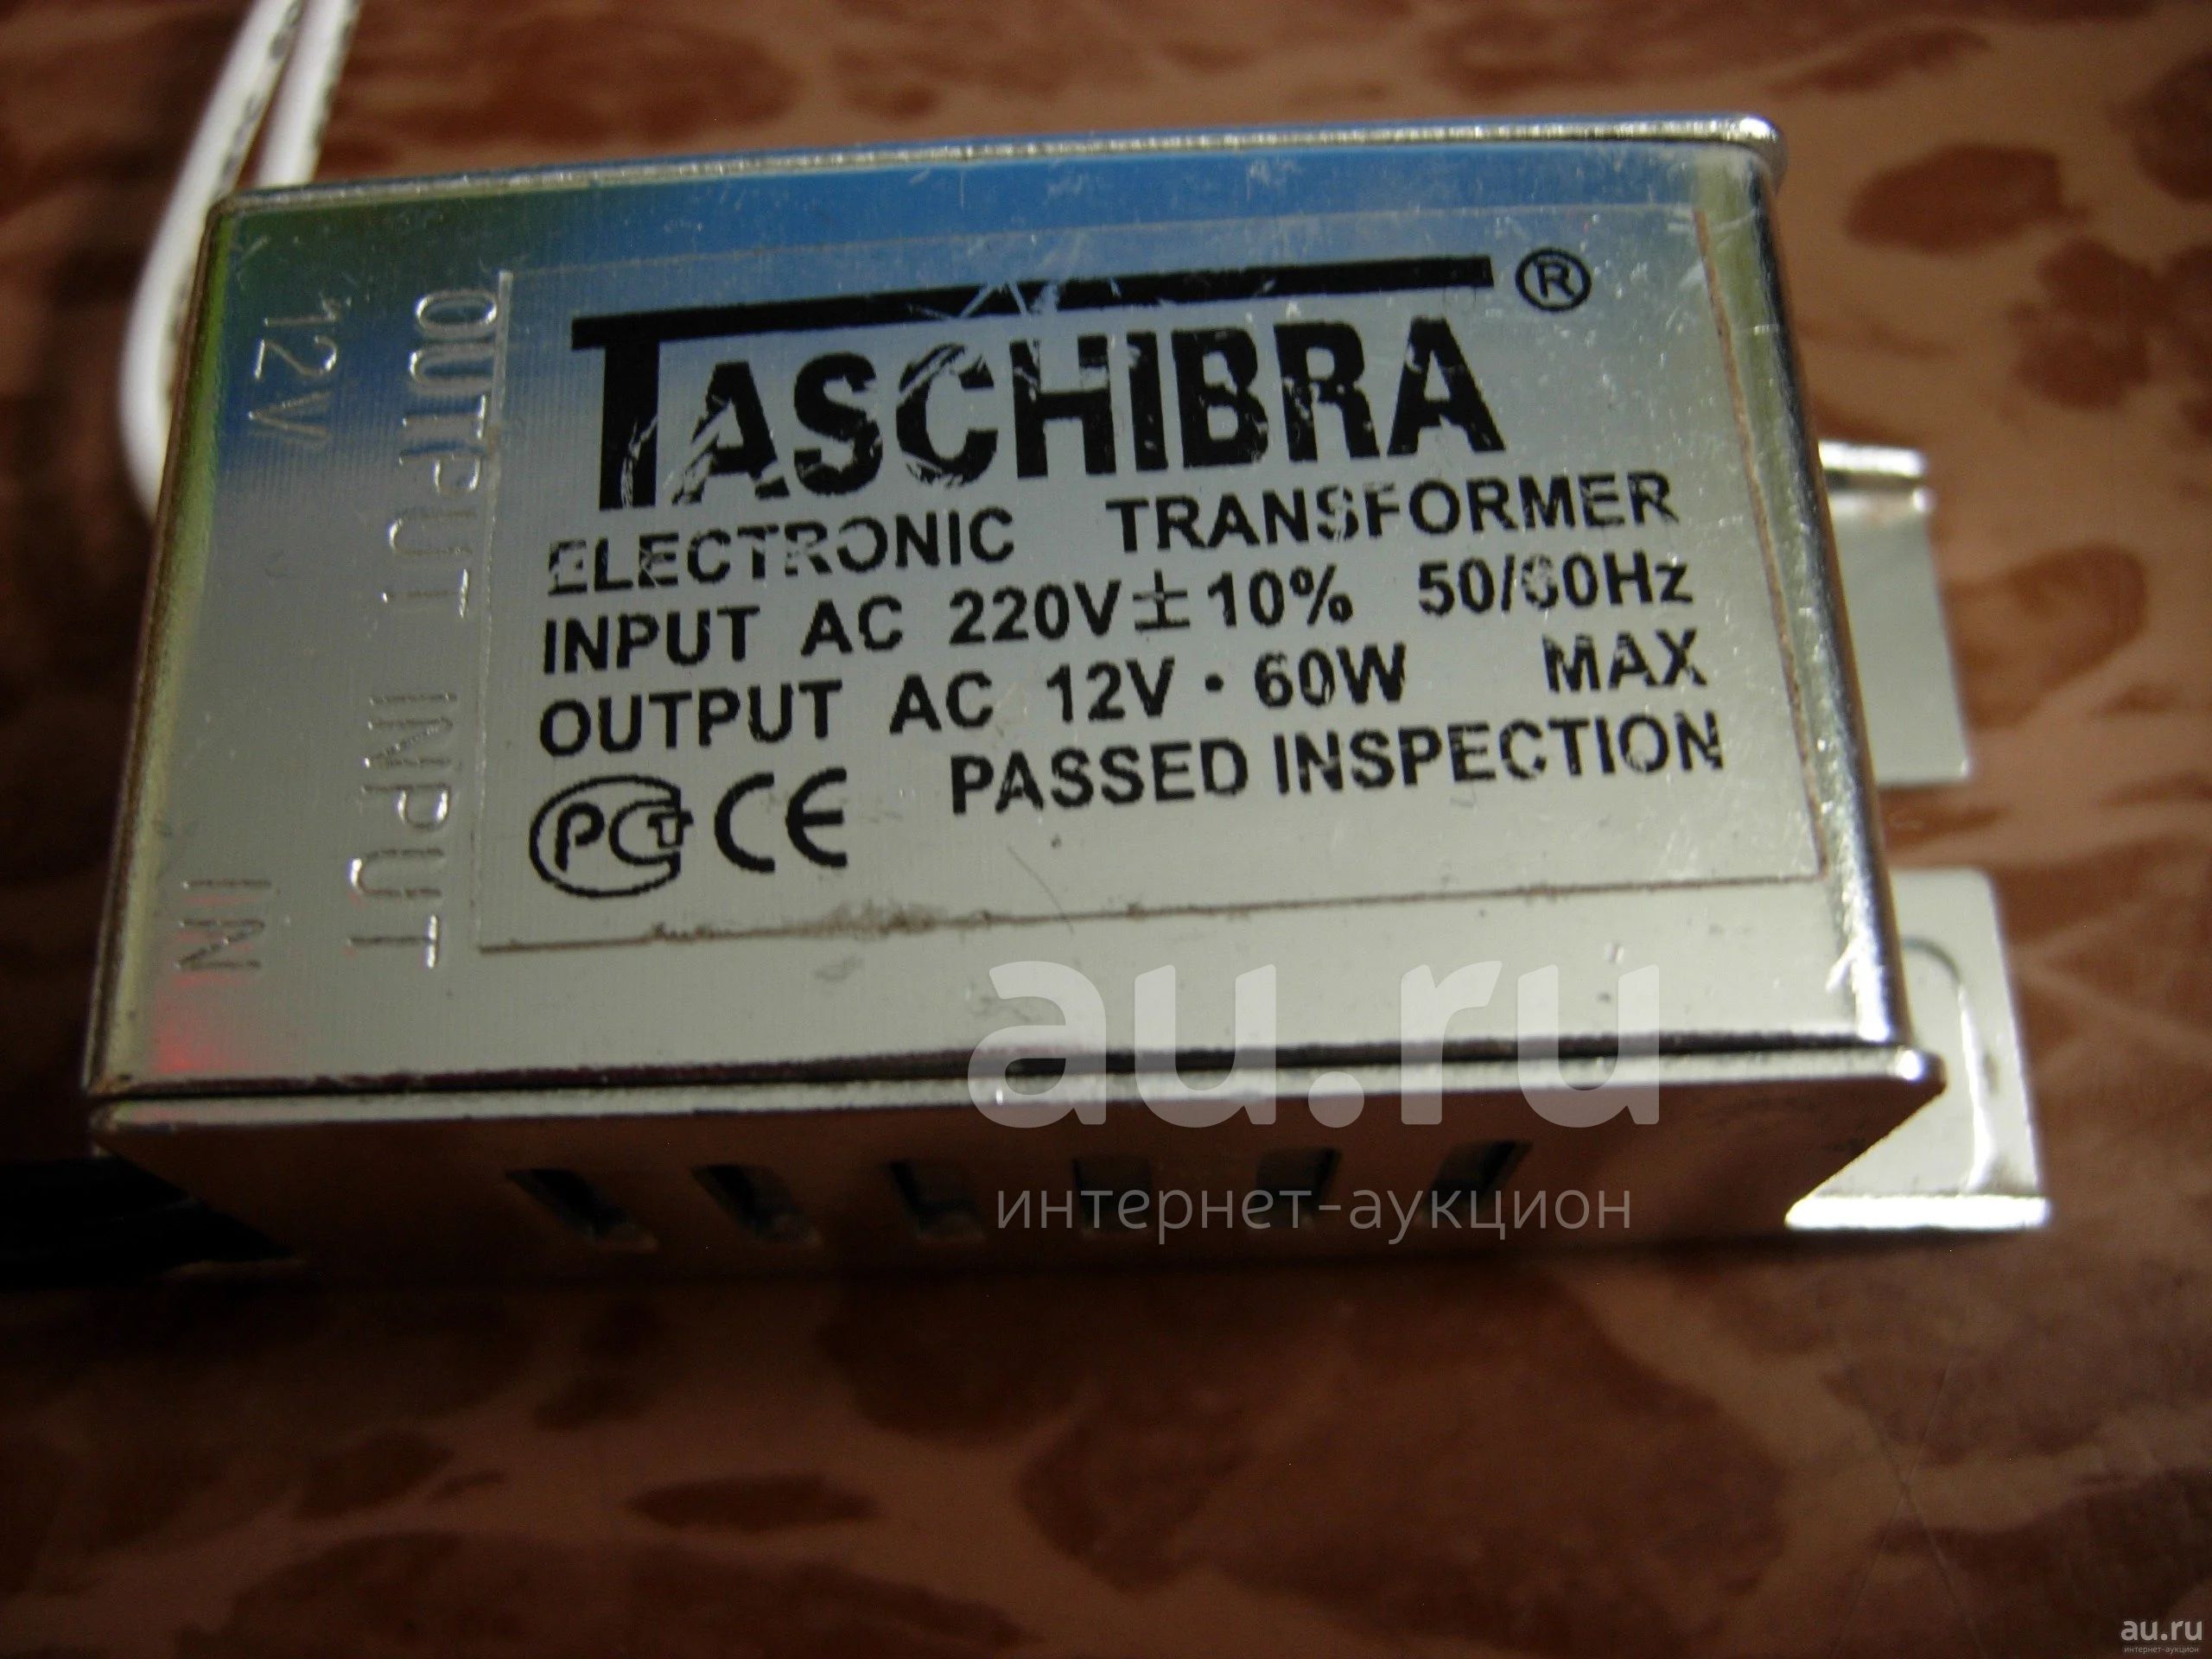 TASCHIBRA ®
ELECTRONIC TRANSFORMER
INPUT AC 220V±10% 50/60Hz
OUTPUT AC 12V·60W MAX
PCT CE PASSED INSPECTION
OUTPUT INPUT
12V IN
au.ru
интернет-аукцион
au.ru
интернет-аукцион